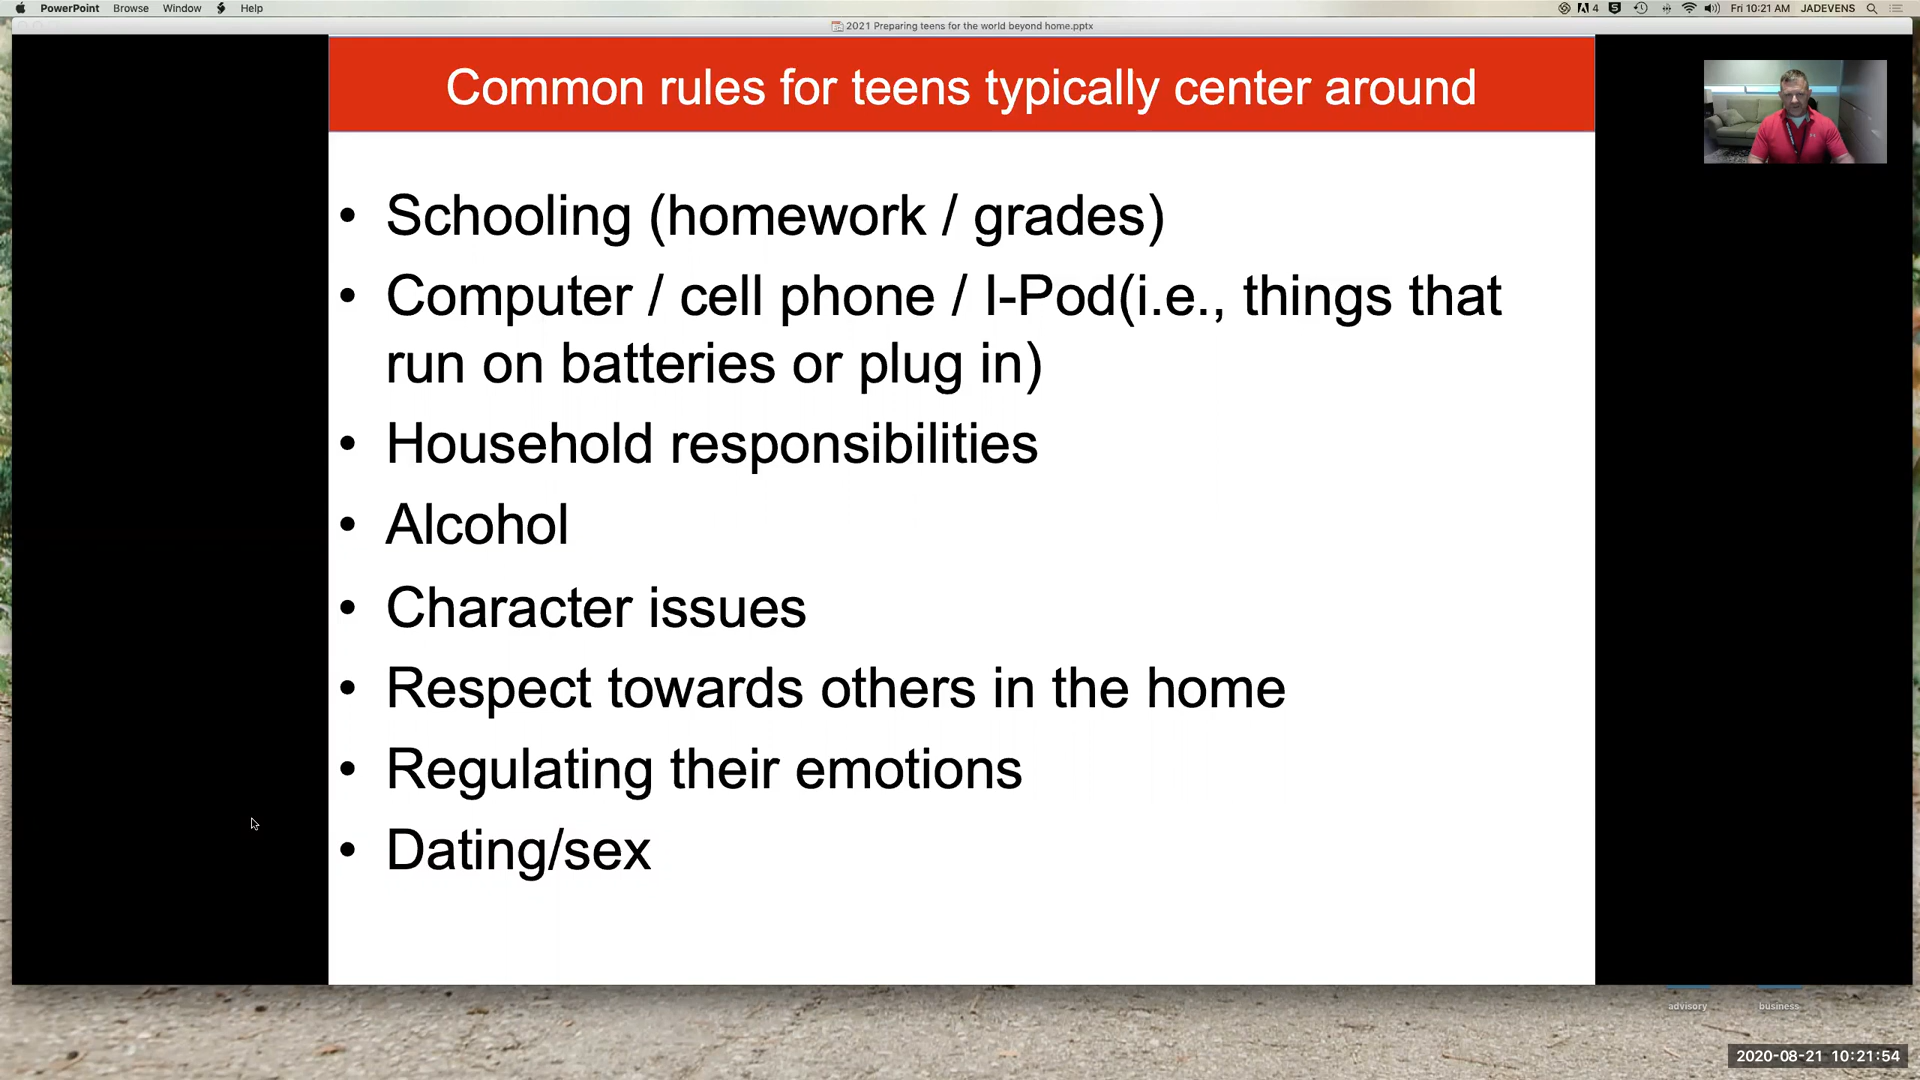 PowerPoint Browse Window Help
4 Fri 10:21 AM JADEVENS
2021 Preparing teens for the world beyond home.pptx
Common rules for teens typically center around
• Schooling (homework / grades)
• Computer / cell phone / I-Pod(i.e., things that
run on batteries or plug in)
• Household responsibilities
• Alcohol
• Character issues
• Respect towards others in the home
• Regulating their emotions
• Dating/sex
advisory business
2020-08-21 10:21:54